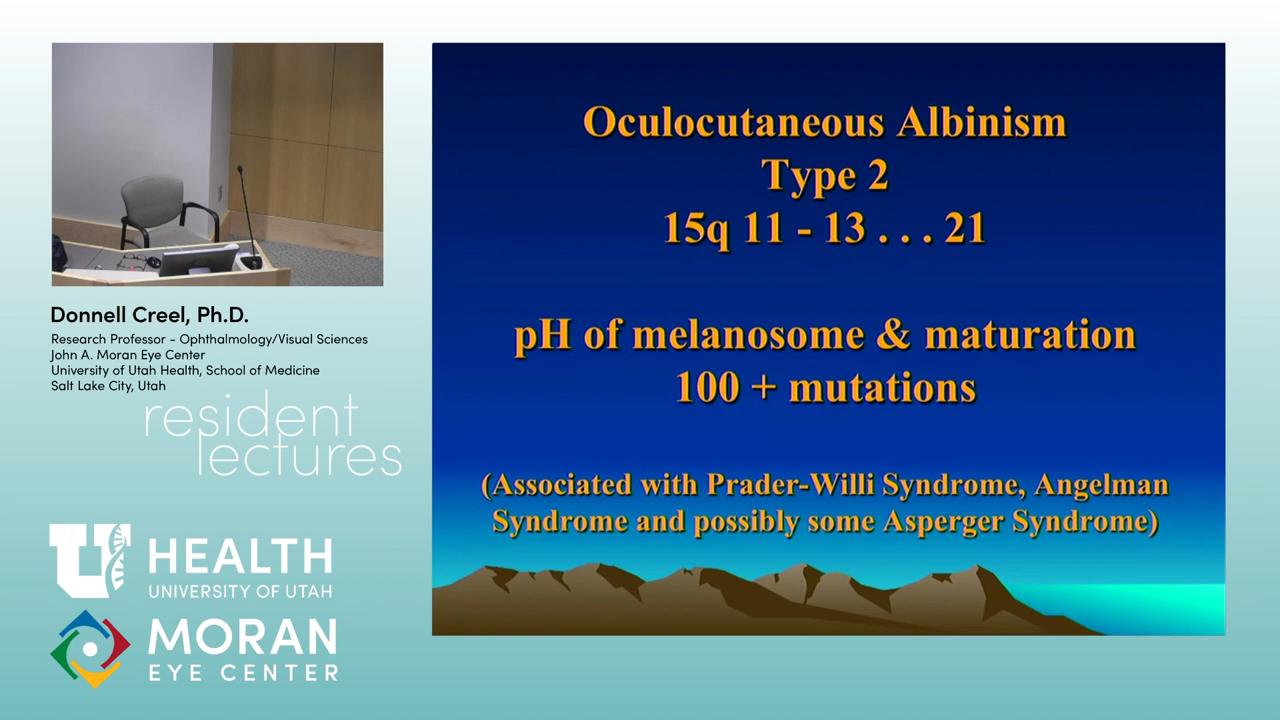 Oculocutaneous Albinism
Type 2
15q 11 - 13 . . . 21
pH of melanosome & maturation
100 + mutations
(Associated with Prader-Willi Syndrome, Angelman
Syndrome and possibly some Asperger Syndrome)
Donnell Creel, Ph.D.
Research Professor - Ophthalmology/Visual Sciences
John A. Moran Eye Center
University of Utah Health, School of Medicine
Salt Lake City, Utah
resident
lectures
U HEALTH
UNIVERSITY OF UTAH
MORAN
EYE CENTER